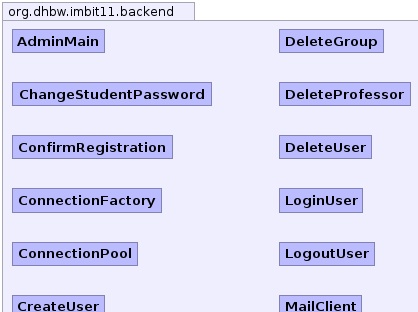 org.dhbw.imbit11.backend
AdminMain
DeleteGroup
ChangeStudentPassword
DeleteProfessor
ConfirmRegistration
DeleteUser
ConnectionFactory
LoginUser
ConnectionPool
LogoutUser
CreateUser
MailClient